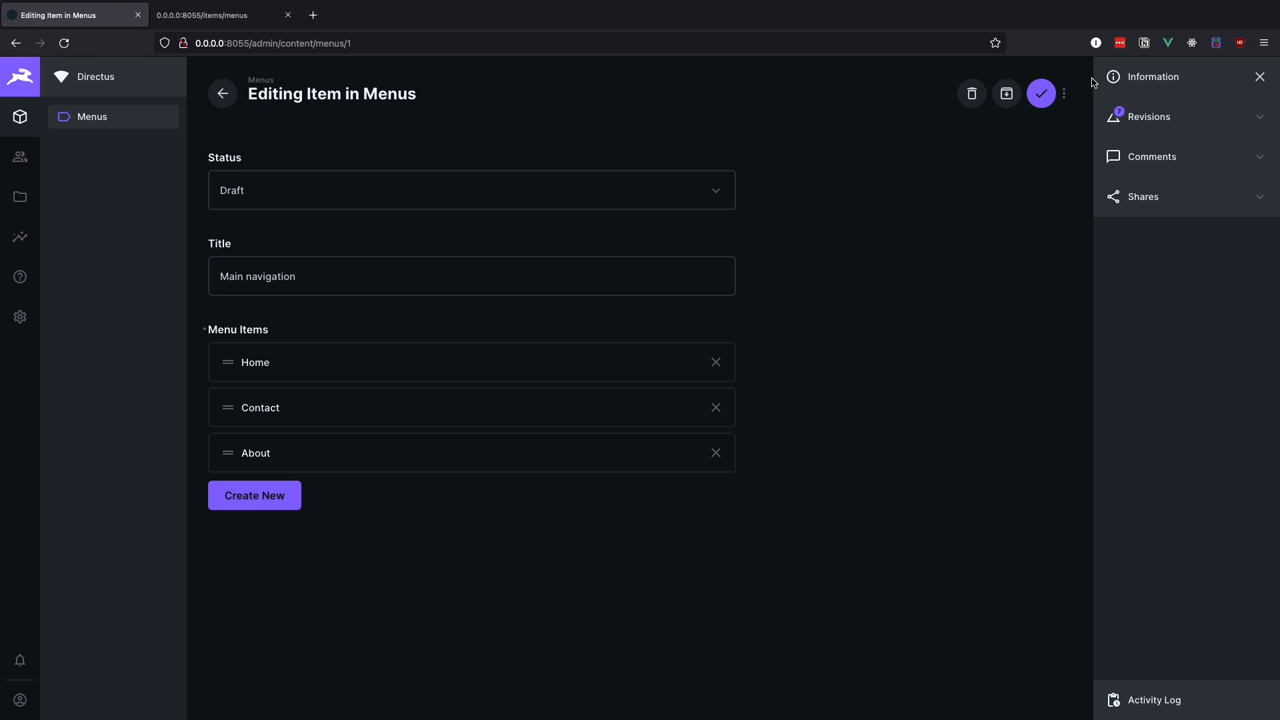 Editing Item in Menus
0.0.0.0:8055/items/menus
0.0.0.0:8055/admin/content/menus/1
Directus
Menus
Menus
Editing Item in Menus
Status
Draft
Title
Main navigation
* Menu Items
Home
Contact
About
Create New
Information
7
Revisions
Comments
Shares
Activity Log